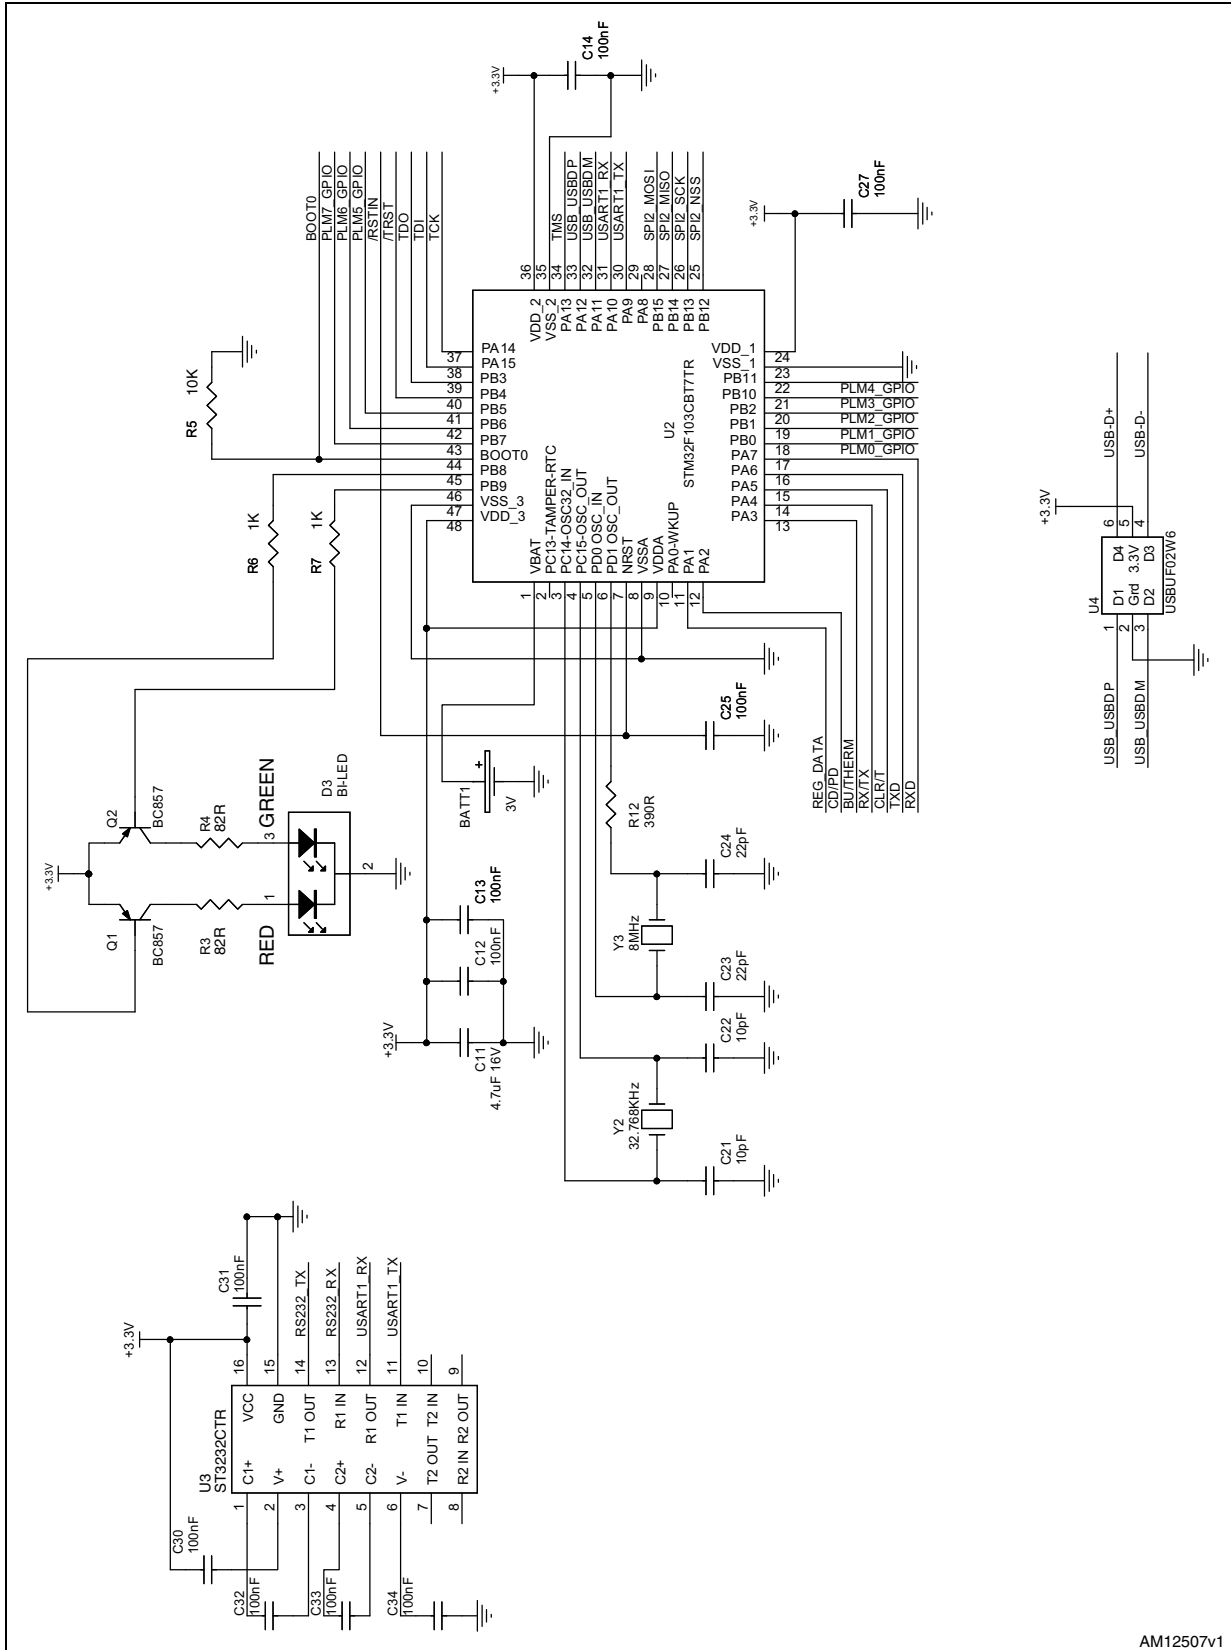 C14
100nF
+3.3V
BOOT0
PLM7_GPIO
PLM6_GPIO
PLM5_GPIO
/RSTIN
/TRST
TDO
TDI
TCK
TMS
USB_USBDP
USB_USBDM
USART1_RX
USART1_TX
SPI2_MOSI
SPI2_MISO
SPI2_SCK
SPI2_NSS
C27
100nF
+3.3V
36
35
34
33
32
31
30
29
28
27
26
25
VDD_2
VSS_2
PA13
PA12
PA11
PA10
PA9
PA8
PB15
PB14
PB13
PB12
R5
10K
37
38
39
40
41
42
43
44
45
46
47
48
PA14
PA15
PB3
PB4
PB5
PB6
PB7
BOOT0
PB8
PB9
VSS_3
VDD_3
U2
STM32F103CBT7TR
VDD_1
VSS_1
PB11
PB10
PB2
PB1
PB0
PA7
PA6
PA5
PA4
PA3
24
23
22
21
20
19
18
17
16
15
14
13
PLM4_GPIO
PLM3_GPIO
PLM2_GPIO
PLM1_GPIO
PLM0_GPIO
VBAT
PC13-TAMPER-RTC
PC14-OSC32_IN
PC15-OSC_OUT
PD0 OSC_IN
PD1 OSC_OUT
NRST
VSSA
VDDA
PA0-WKUP
PA1
PA2
1
2
3
4
5
6
7
8
9
10
11
12
R6
1K
R7
1K
USB-D+
USB-D-
+3.3V
6
5
4
D4
3.3V
D3
U4
D1
Grd
D2
USBUF02W6
1
2
3
USB_USBDP
USB_USBDM
C25
100nF
REG_DATA
CD/PD
BU/THERM
RX/TX
CLR/T
TXD
RXD
BATT1
+
3V
+3.3V
Q2
BC857
Q1
BC857
R4
82R
R3
82R
3
GREEN
1
RED
D3
BI-LED
2
R12
390R
C24
22pF
Y3
8MHz
C23
22pF
C22
10pF
Y2
32.768KHz
C21
10pF
C13
100nF
C12
100nF
+3.3V
C11
4.7uF 16V
C31
100nF
+3.3V
RS232_TX
RS232_RX
USART1_RX
USART1_TX
16
15
14
13
12
11
10
9
VCC
GND
T1 OUT
R1 IN
R1 OUT
T1 IN
T2 OUT T2 IN
R2 IN R2 OUT
U3
ST3232CTR
C1+
V+
C1-
C2+
C2-
V-
1
2
3
4
5
6
7
8
C30
100nF
C32
100nF
C33
100nF
C34
100nF
AM12507v1